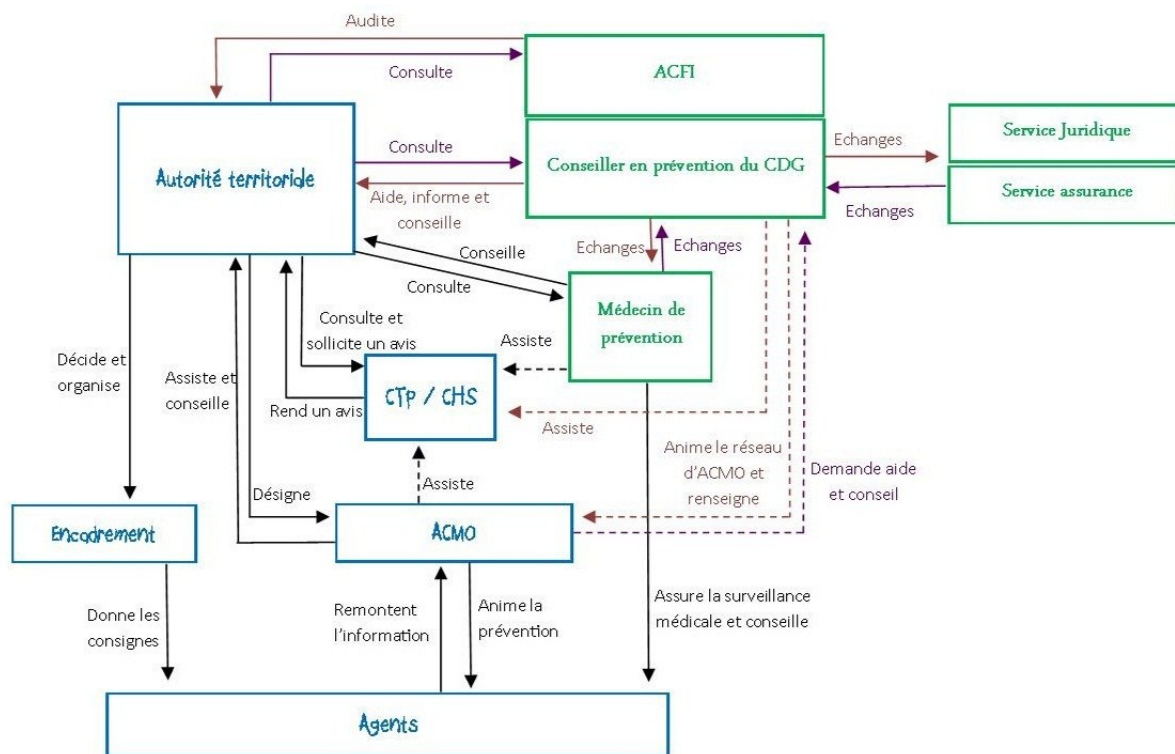 Audite
ACFI
Consulte
Service Juridique
Echanges
Consulte
Conseiller en prévention du CDG
Autorité territoride
Service assurance
Aide, informe et
conseille
Echanges
Conseille
Echanges
Echanges
Consulte
Médecin de
prévention
Consulte et
sollicite un avis
Assiste
Décide et
organise
Assiste et
conseille
CTp / CHS
Rend un avis
Assiste
Anime le réseau
d'ACMO et
renseigne
Demande aide
et conseil
Assiste
Désigne
Encadrement
ACMO
Donne les
consignes
Remontent
l'information
Anime la
prévention
Assure la surveillance
médicale et conseille
Agents